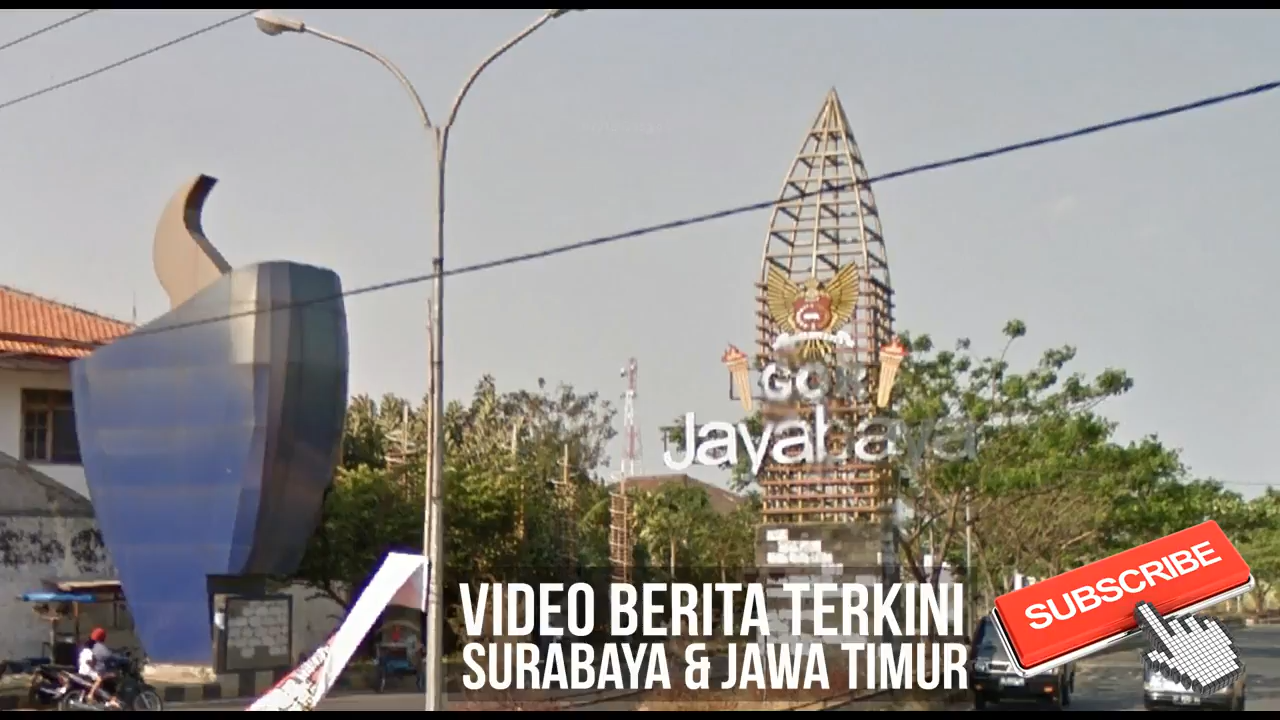 GOR
Jayabaya
VIDEO BERITA TERKINI
SURABAYA & JAWA TIMUR
SUBSCRIBE